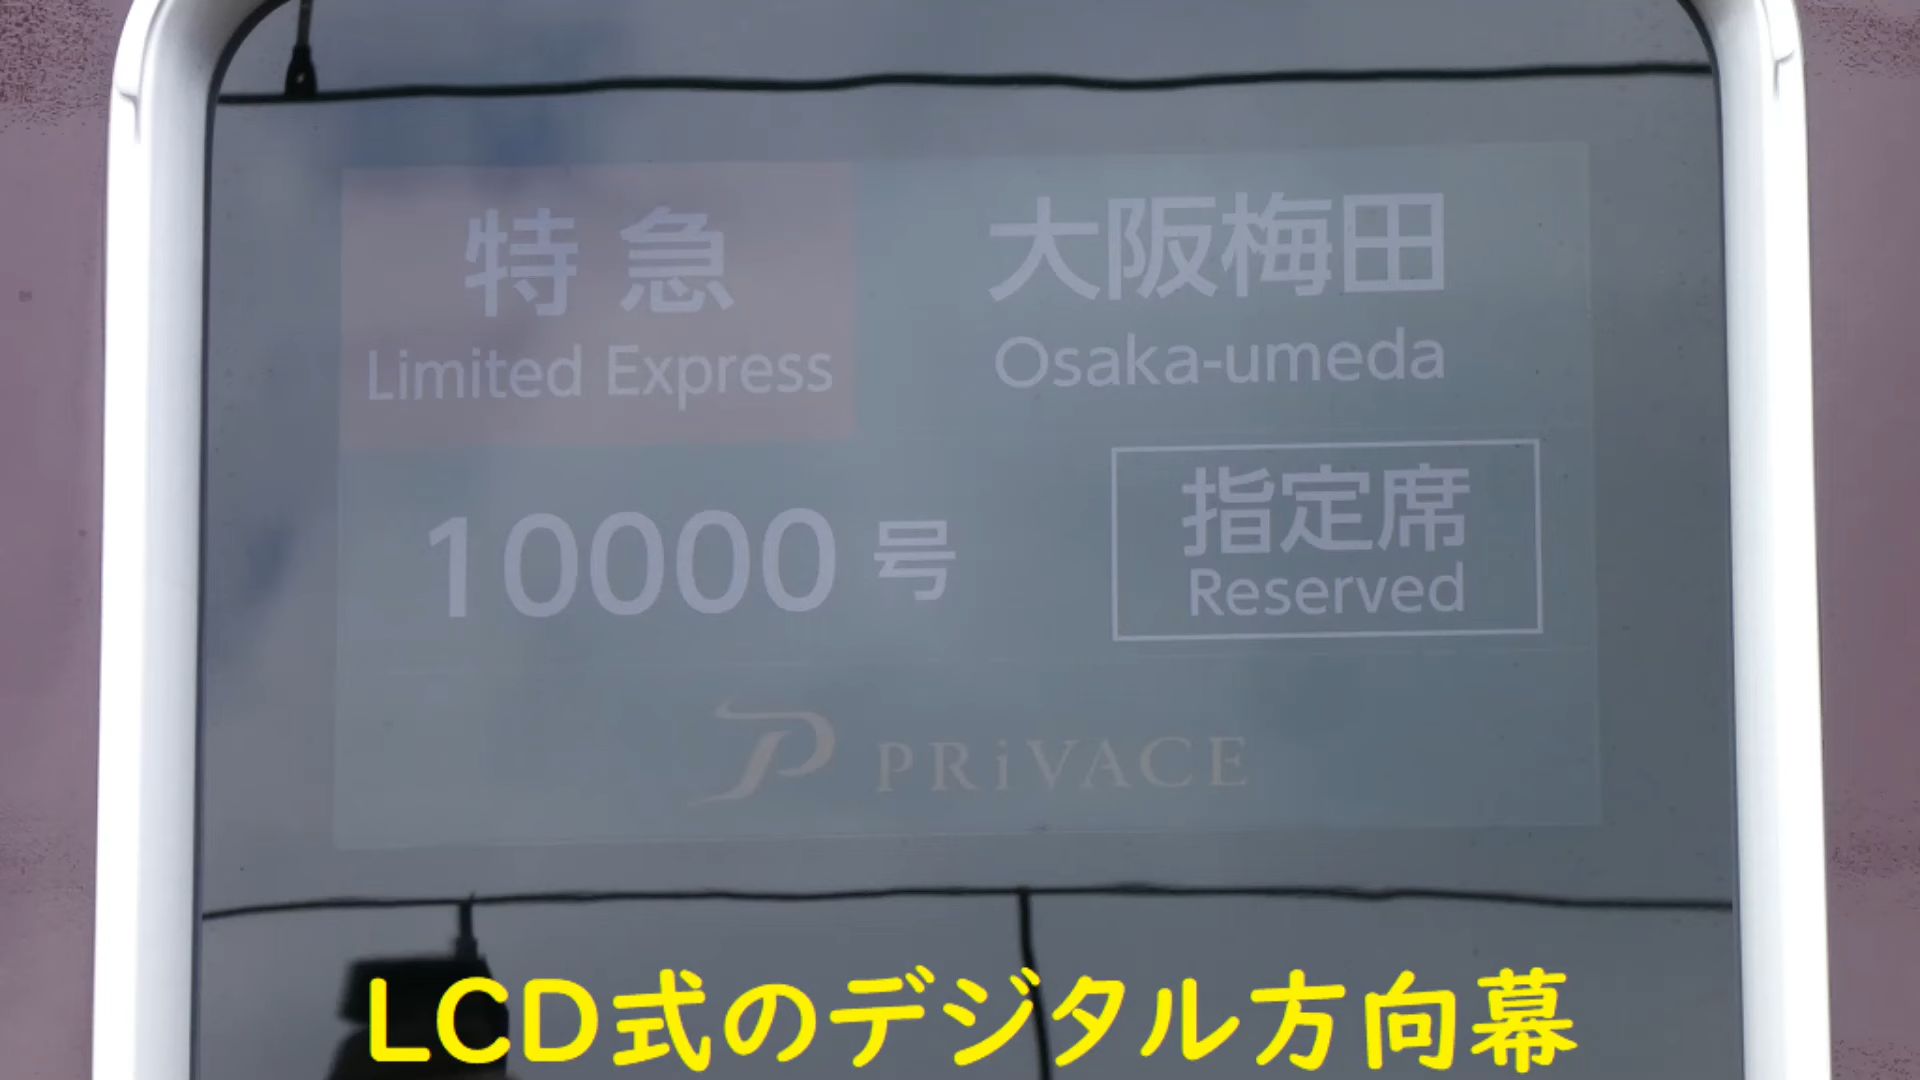 特急
Limited Express
大阪梅田
Osaka-umeda
10000号
指定席
Reserved
P PRiVACE
LCD式のデジタル方向幕